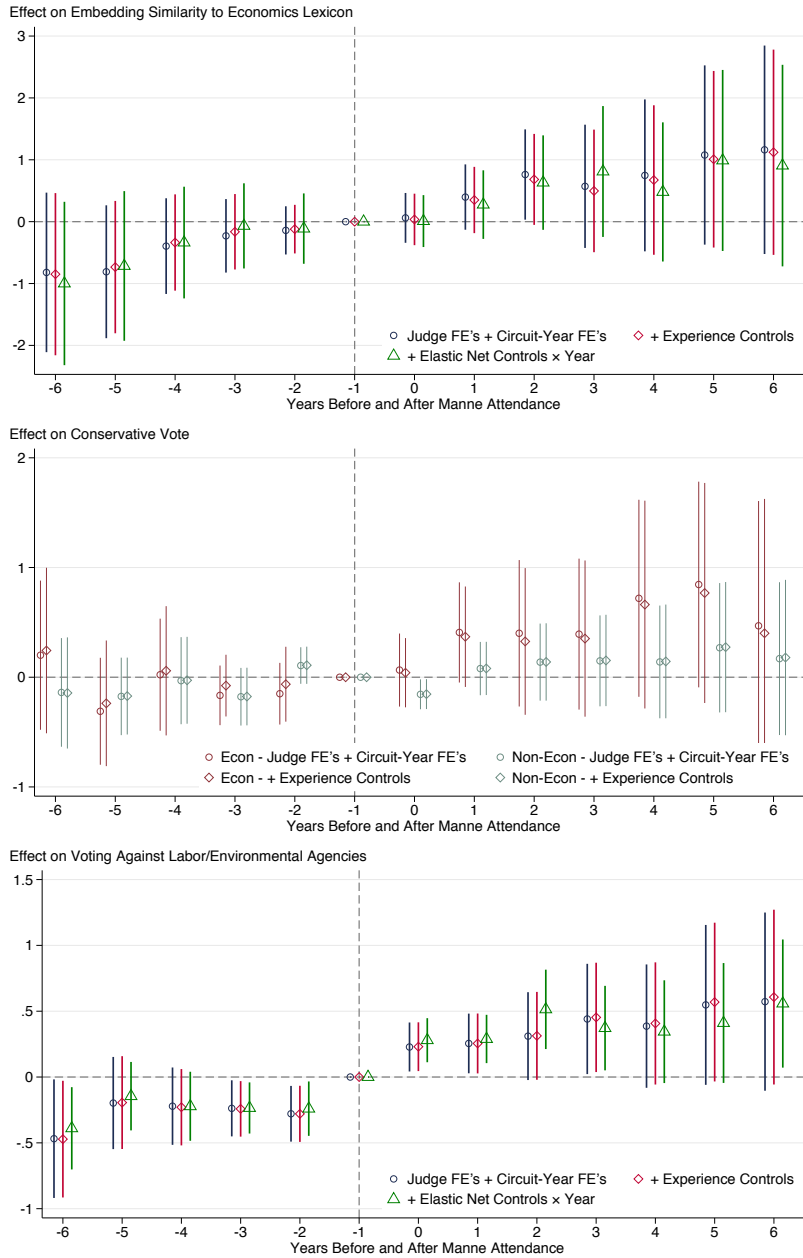 Effect on Embedding Similarity to Economics Lexicon
3
2
1
0
-1
-2
Judge FE's + Circuit-Year FE's + Experience Controls
+ Elastic Net Controls × Year
-6 -5 -4 -3 -2 -1 0 1 2 3 4 5 6
Years Before and After Manne Attendance
Effect on Conservative Vote
2
1
0
-1
Econ - Judge FE's + Circuit-Year FE's Non-Econ - Judge FE's + Circuit-Year FE's
Econ - + Experience Controls Non-Econ - + Experience Controls
-6 -5 -4 -3 -2 -1 0 1 2 3 4 5 6
Years Before and After Manne Attendance
Effect on Voting Against Labor/Environmental Agencies
1.5
1
.5
0
-.5
-1
Judge FE's + Circuit-Year FE's + Experience Controls
+ Elastic Net Controls × Year
-6 -5 -4 -3 -2 -1 0 1 2 3 4 5 6
Years Before and After Manne Attendance